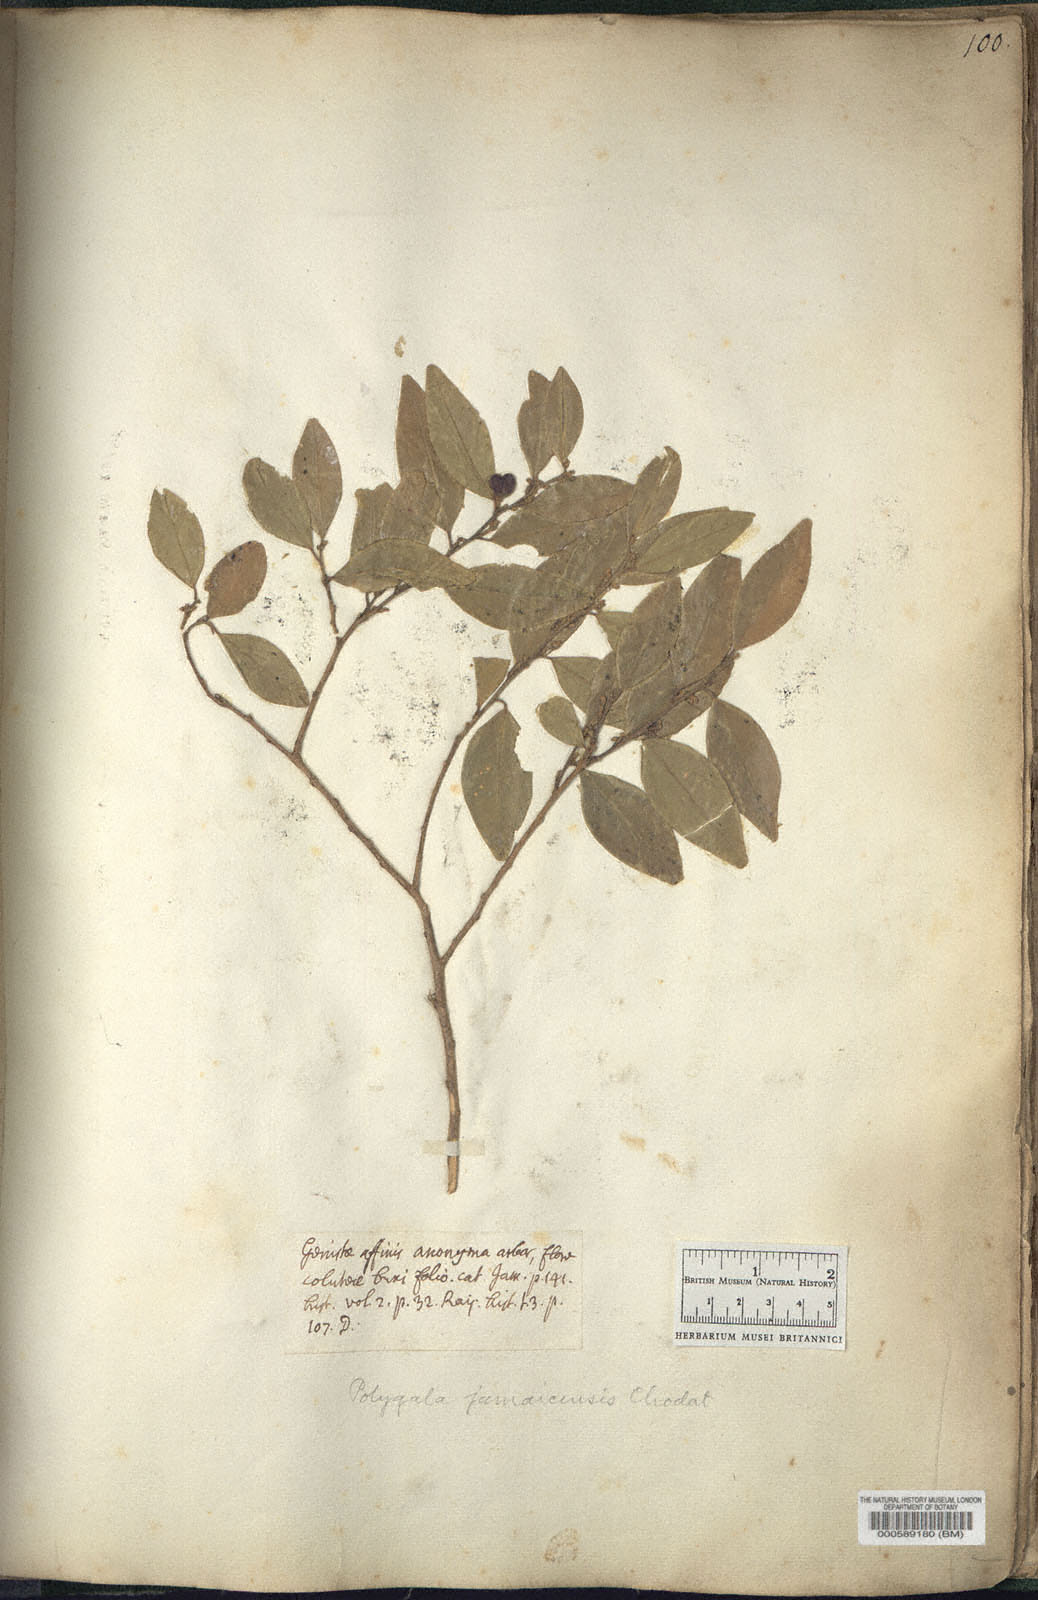 100.
Genistæ affinis anonyma arbor, flore
coluteæ buxi folio. cat Jam. p. 141.
hist. vol. 2. p. 32. Raij. hist. t.3. p.
107. D.
Polygala jamaicensis Chodat
1 2
British Museum (Natural History)
1 2 3 4 5
Herbarium Musei Britannici
THE NATURAL HISTORY MUSEUM, LONDON
DEPARTMENT OF BOTANY
000589180 (BM)